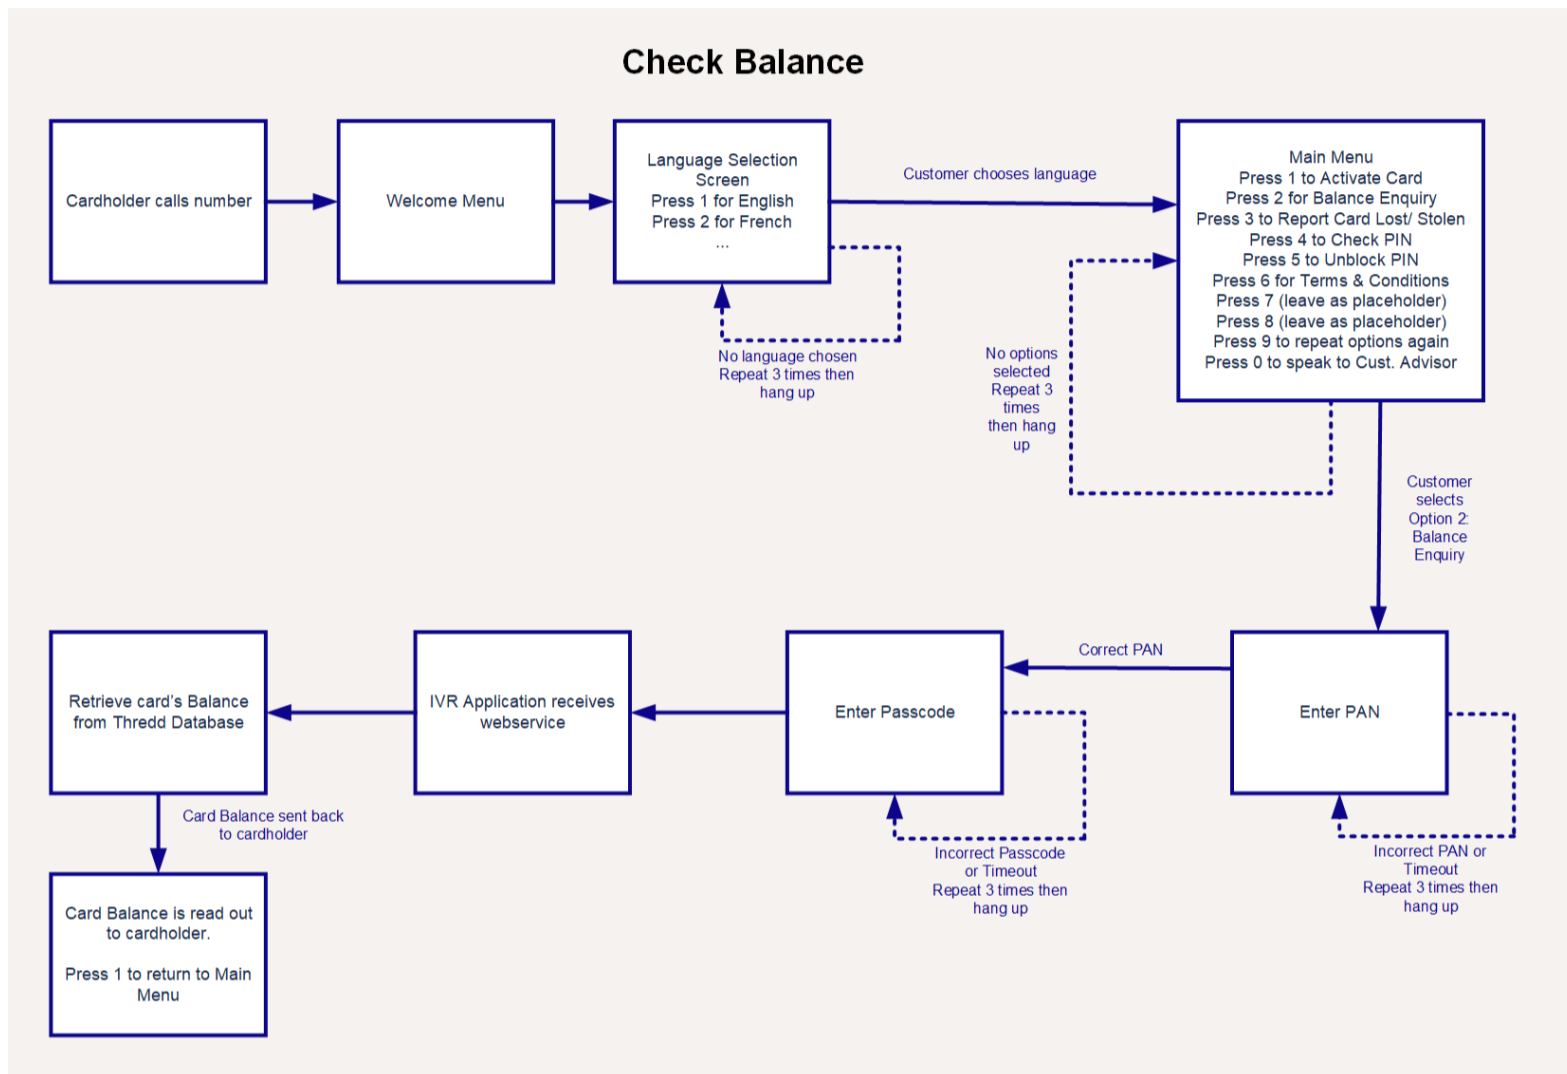 Check Balance
Cardholder calls number
Welcome Menu
Language Selection
Screen
Press 1 for English
Press 2 for French
...
Customer chooses language
No language chosen
Repeat 3 times then
hang up
Main Menu
Press 1 to Activate Card
Press 2 for Balance Enquiry
Press 3 to Report Card Lost/ Stolen
Press 4 to Check PIN
Press 5 to Unblock PIN
Press 6 for Terms & Conditions
Press 7 (leave as placeholder)
Press 8 (leave as placeholder)
Press 9 to repeat options again
Press 0 to speak to Cust. Advisor
No options
selected
Repeat 3
times
then hang
up
Customer
selects
Option 2:
Balance
Enquiry
Enter PAN
Incorrect PAN or
Timeout
Repeat 3 times then
hang up
Correct PAN
Enter Passcode
Incorrect Passcode
or Timeout
Repeat 3 times then
hang up
IVR Application receives
webservice
Retrieve card's Balance
from Thredd Database
Card Balance sent back
to cardholder
Card Balance is read out
to cardholder.
Press 1 to return to Main
Menu